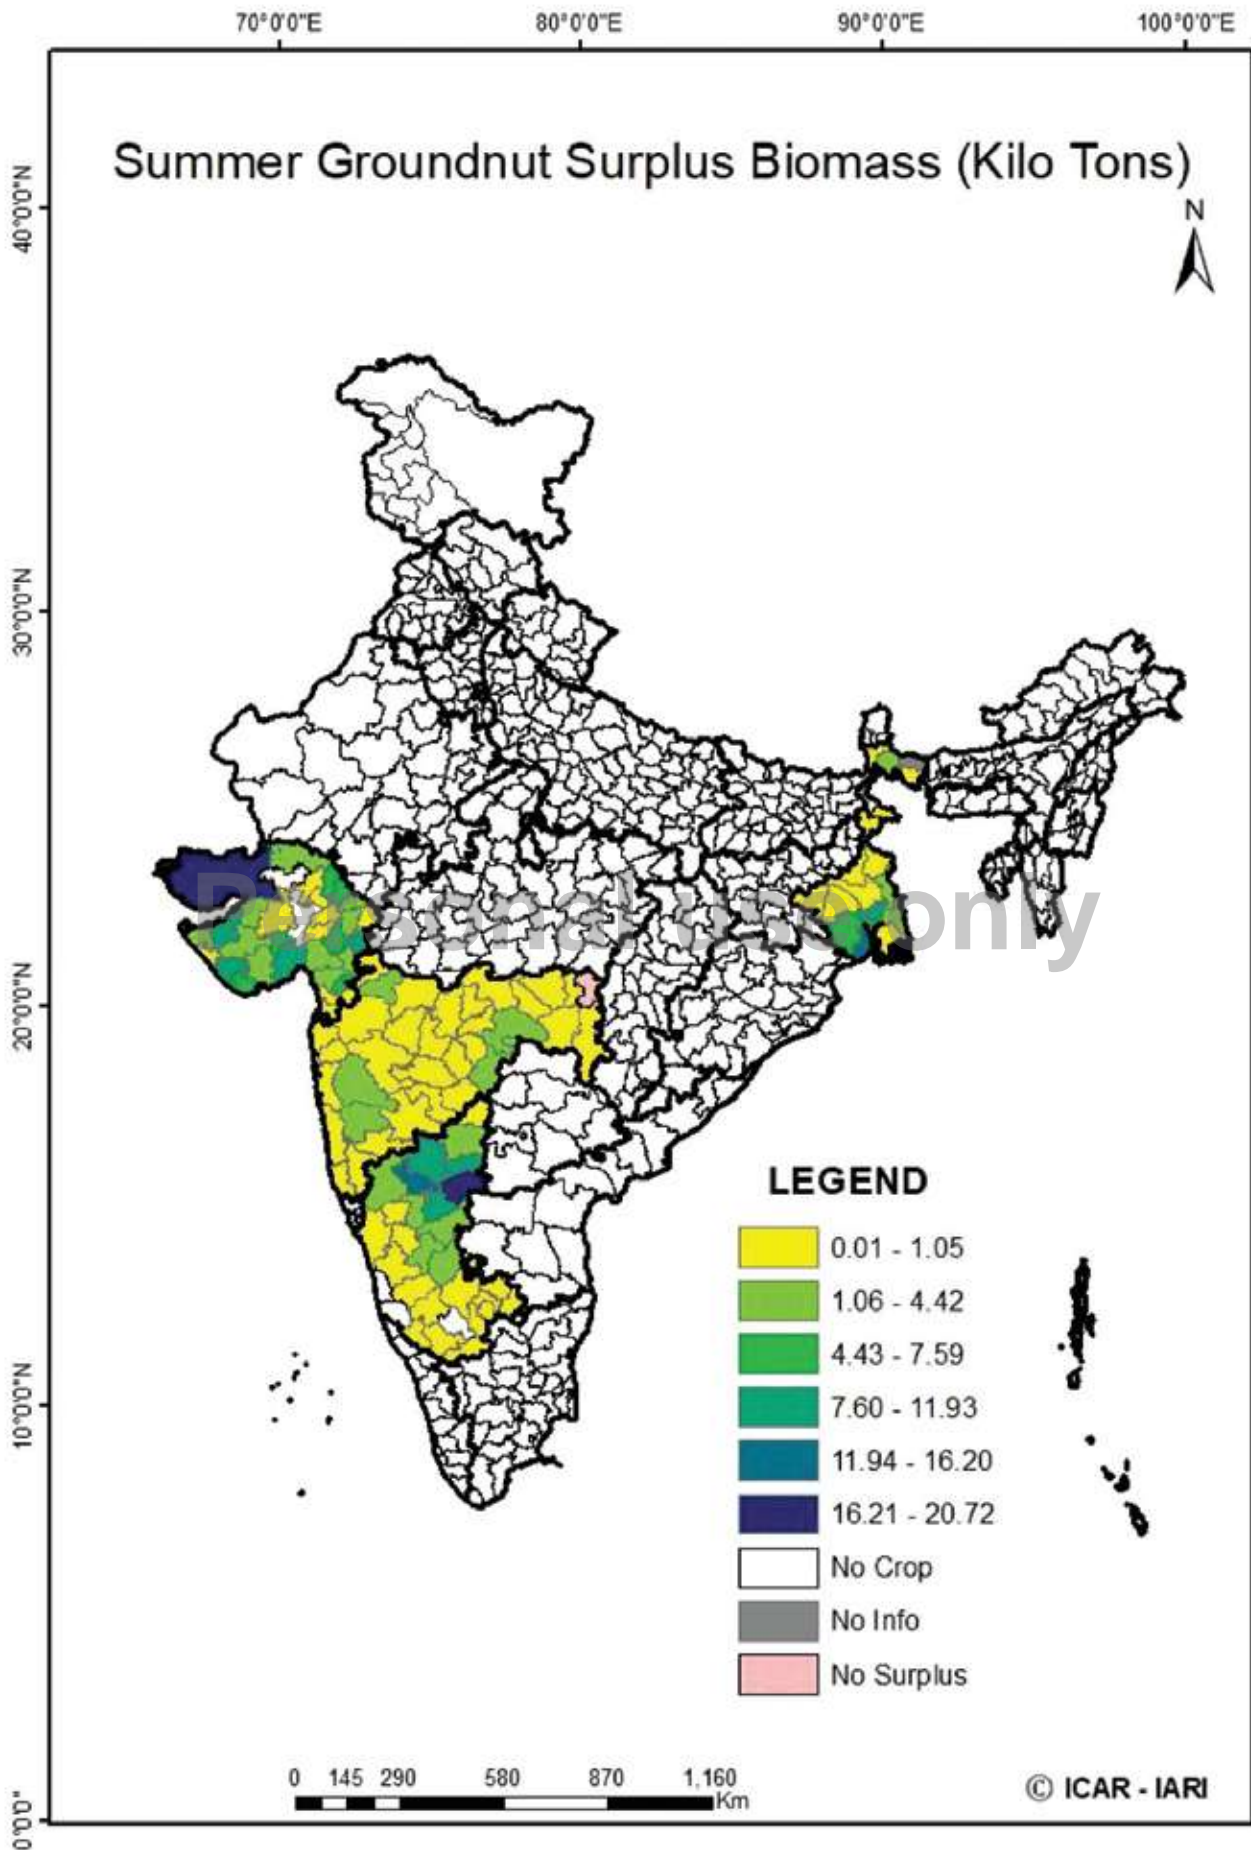 70°0'0"E 80°0'0"E 90°0'0"E 100°0'0"E
Summer Groundnut Surplus Biomass (Kilo Tons)
N
40°0'0"N
30°0'0"N
20°0'0"N
10°0'0"N
0°0'0"
Personal use only
LEGEND
0.01 - 1.05
1.06 - 4.42
4.43 - 7.59
7.60 - 11.93
11.94 - 16.20
16.21 - 20.72
No Crop
No Info
No Surplus
0 145 290 580 870 1,160
Km
© ICAR - IARI